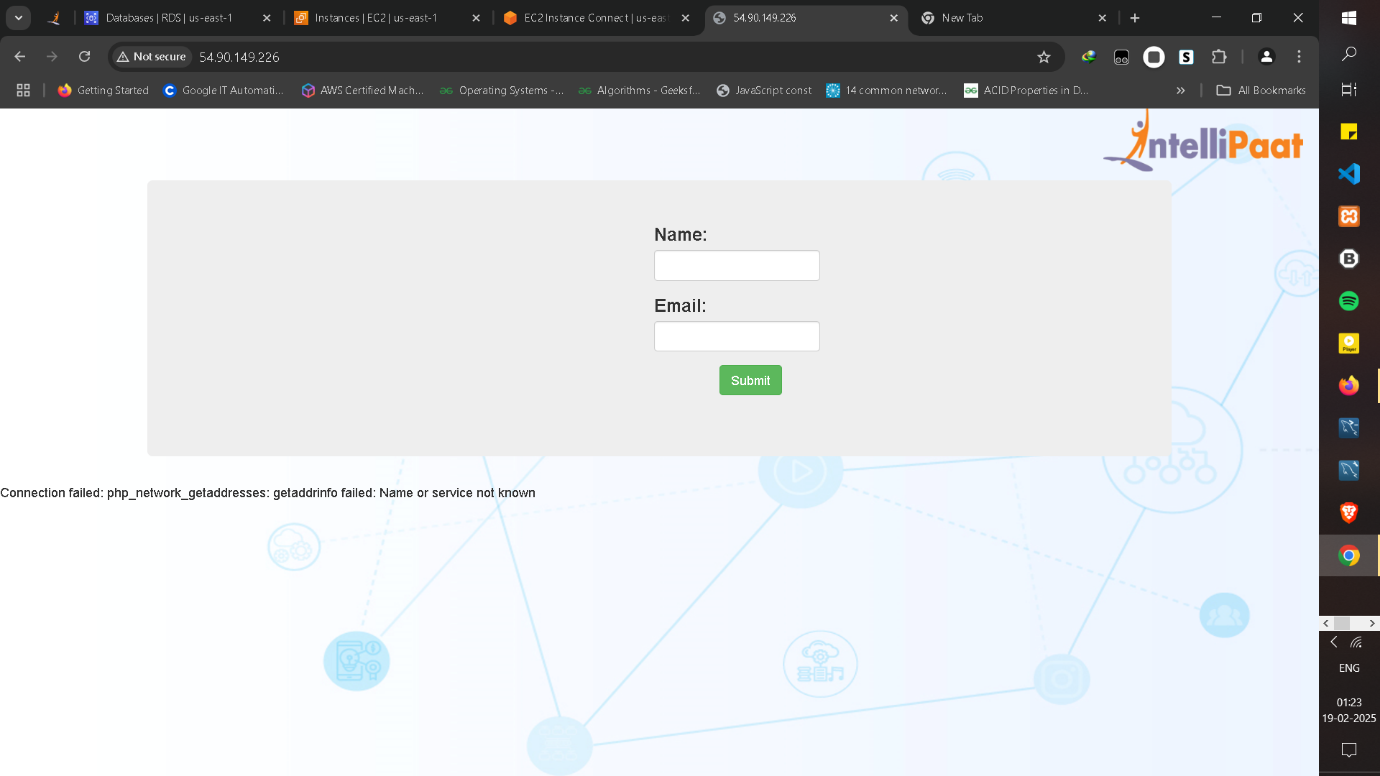 Databases | RDS | us-east-1
Instances | EC2 | us-east-1
EC2 Instance Connect | us-eas
54.90.149.226
New Tab
Not secure
54.90.149.226
Getting Started
Google IT Automati...
AWS Certified Mach...
Operating Systems -...
Algorithms - Geeksf...
JavaScript const
14 common networ...
ACID Properties in D...
»
All Bookmarks
IntelliPaat
Name:
Email:
Submit
Connection failed: php_network_getaddresses: getaddrinfo failed: Name or service not known
ENG
01:23
19-02-2025